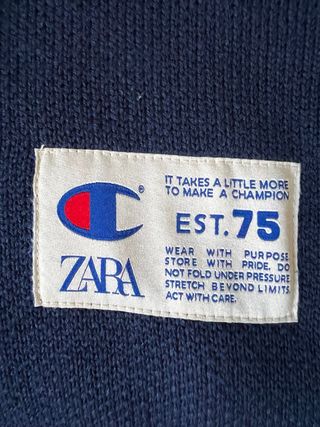 ®
IT TAKES A LITTLE MORE
TO MAKE A CHAMPION
EST.75
ZARA
WEAR WITH PURPOSE
STORE WITH PRIDE. DO
NOT FOLD UNDER PRESSURE
STRETCH BEYOND LIMITS
ACT WITH CARE.